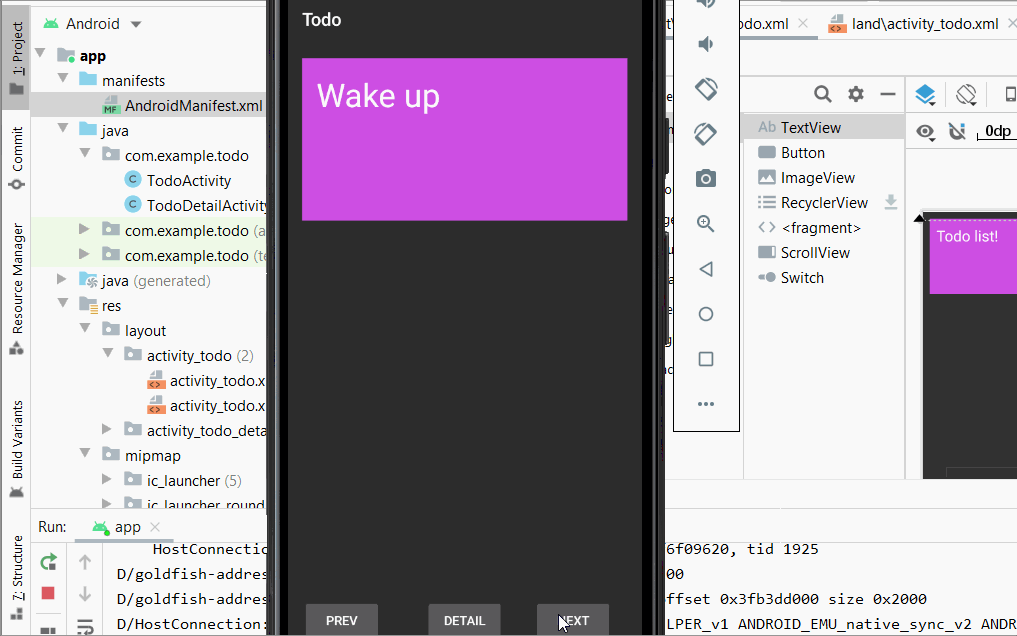 1: Project
Commit
Resource Manager
Build Variants
7: Structure
Android
app
manifests
AndroidManifest.xml
java
com.example.todo
TodoActivity
TodoDetailActivity
com.example.todo (a
com.example.todo (te
java (generated)
res
layout
activity_todo (2)
activity_todo.x
activity_todo.x
activity_todo_deta
mipmap
ic_launcher (5)
ic_launcher_round
Todo
Wake up
PREV
DETAIL
odo.xml
land\activity_todo.xml
Ab TextView
Button
ImageView
RecyclerView
<fragment>
ScrollView
Switch
0dp
Todo list!
Run:
app
HostConnectio
6f09620, tid 1925
D/goldfish-addres
00
D/goldfish-addres
ffset 0x3fb3dd000 size 0x2000
D/HostConnection:
LPER_v1 ANDROID_EMU_native_sync_v2 ANDR